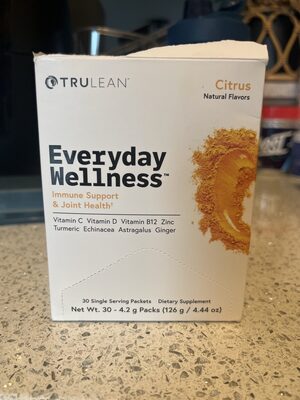 TRULEAN™
Citrus
Natural Flavors
Everyday
Wellness™
Immune Support
& Joint Health†
Vitamin C Vitamin D Vitamin B12 Zinc
Turmeric Echinacea Astragalus Ginger
30 Single Serving Packets Dietary Supplement
Net Wt. 30 - 4.2 g Packs (126 g / 4.44 oz)